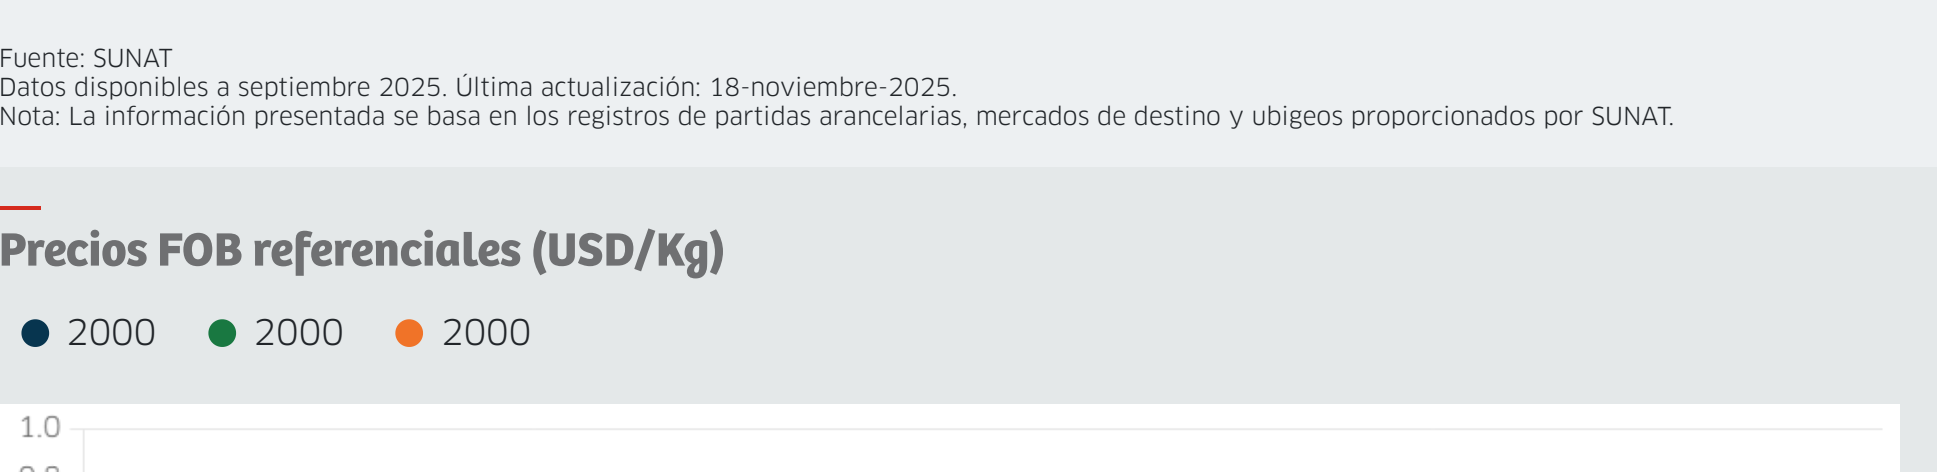 Fuente: SUNAT
Datos disponibles a septiembre 2025. Última actualización: 18-noviembre-2025.
Nota: La información presentada se basa en los registros de partidas arancelarias, mercados de destino y ubigeos proporcionados por SUNAT.
Precios FOB referenciales (USD/Kg)
2000 2000 2000
1.0